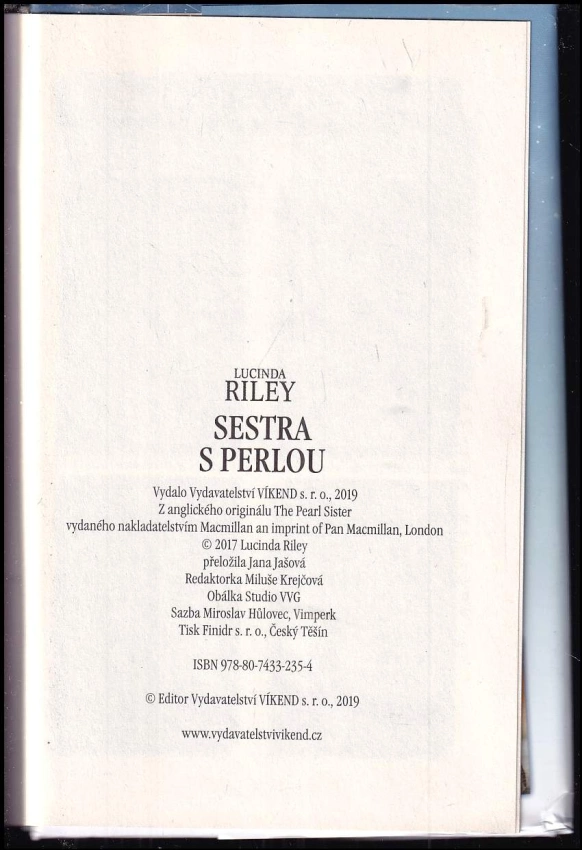 LUCINDA
RILEY
SESTRA
S PERLOU
Vydalo Vydavatelství VÍKEND s. r. o., 2019
Z anglického originálu The Pearl Sister
vydaného nakladatelstvím Macmillan an imprint of Pan Macmillan, London
© 2017 Lucinda Riley
přeložila Jana Jašová
Redaktorka Miluše Krejčová
Obálka Studio VVG
Sazba Miroslav Hůlovec, Vimperk
Tisk Finidr s. r. o., Český Těšín
ISBN 978-80-7433-235-4
© Editor Vydavatelství VÍKEND s. r. o., 2019
www.vydavatelstvivikend.cz